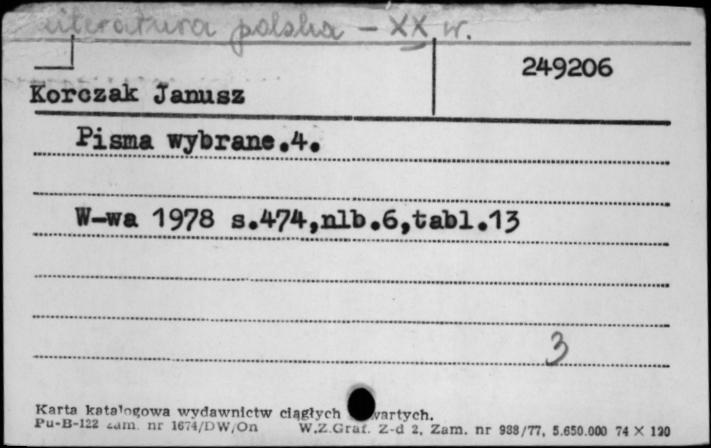 Literatura polska - XX w.
249206
Korczak Janusz
Pisma wybrane.4.
W-wa 1978 s.474,nlb.6,tabl.13
3
Karta katalogowa wydawnictw ciągłych wartych.
Pu-B-122 zam. nr 1674/DW/On W.Z.Graf. Z-d 2, Zam. nr 988/77, 5.650.000 74 × 120